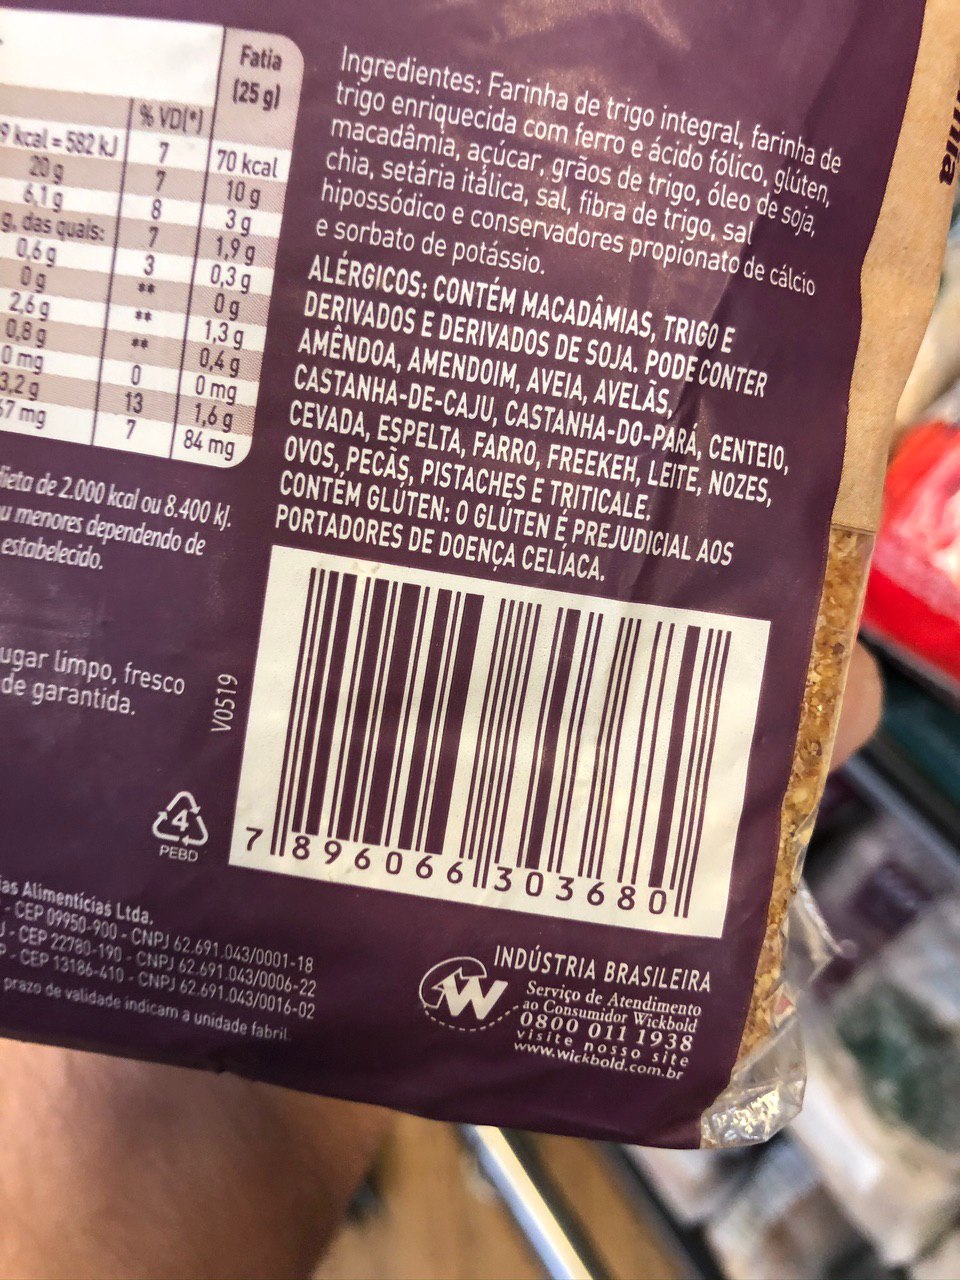 Fatia
(25 g)
% VD(*)
9 kcal = 582 kJ 7 70 kcal
20 g 7 10 g
6,1 g 8 3 g
g, das quais: 7 1,9 g
0,6 g 3 0,3 g
0 g ** 0 g
2,6 g ** 1,3 g
0,8 g ** 0,4 g
0 mg 0 0 mg
3,2 g 13 1,6 g
67 mg 7 84 mg
dieta de 2.000 kcal ou 8.400 kJ.
ou menores dependendo de
estabelecido.
Ingredientes: Farinha de trigo integral, farinha de
trigo enriquecida com ferro e ácido fólico, glúten,
macadâmia, açúcar, grãos de trigo, óleo de soja,
chia, setária itálica, sal, fibra de trigo, sal
hipossódico e conservadores propionato de cálcio
e sorbato de potássio.
ALÉRGICOS: CONTÉM MACADÂMIAS, TRIGO E
DERIVADOS E DERIVADOS DE SOJA. PODE CONTER
AMÊNDOA, AMENDOIM, AVEIA, AVELÃS,
CASTANHA-DE-CAJU, CASTANHA-DO-PARÁ, CENTEIO,
CEVADA, ESPELTA, FARRO, FREEKEH, LEITE, NOZES,
OVOS, PECÃS, PISTACHES E TRITICALE.
CONTÉM GLÚTEN: O GLÚTEN É PREJUDICIAL AOS
PORTADORES DE DOENÇA CELÍACA.
ugar limpo, fresco
de garantida.
V0519
4
PEBD
7 896066 303680
ias Alimentícias Ltda.
- CEP 09950-900 - CNPJ 62.691.043/0001-18
J - CEP 22780-190 - CNPJ 62.691.043/0006-22
P - CEP 13186-410 - CNPJ 62.691.043/0016-02
prazo de validade indicam a unidade fabril.
INDÚSTRIA BRASILEIRA
W
Serviço de Atendimento
ao Consumidor Wickbold
0800 011 1938
visite nosso site
www.wickbold.com.br